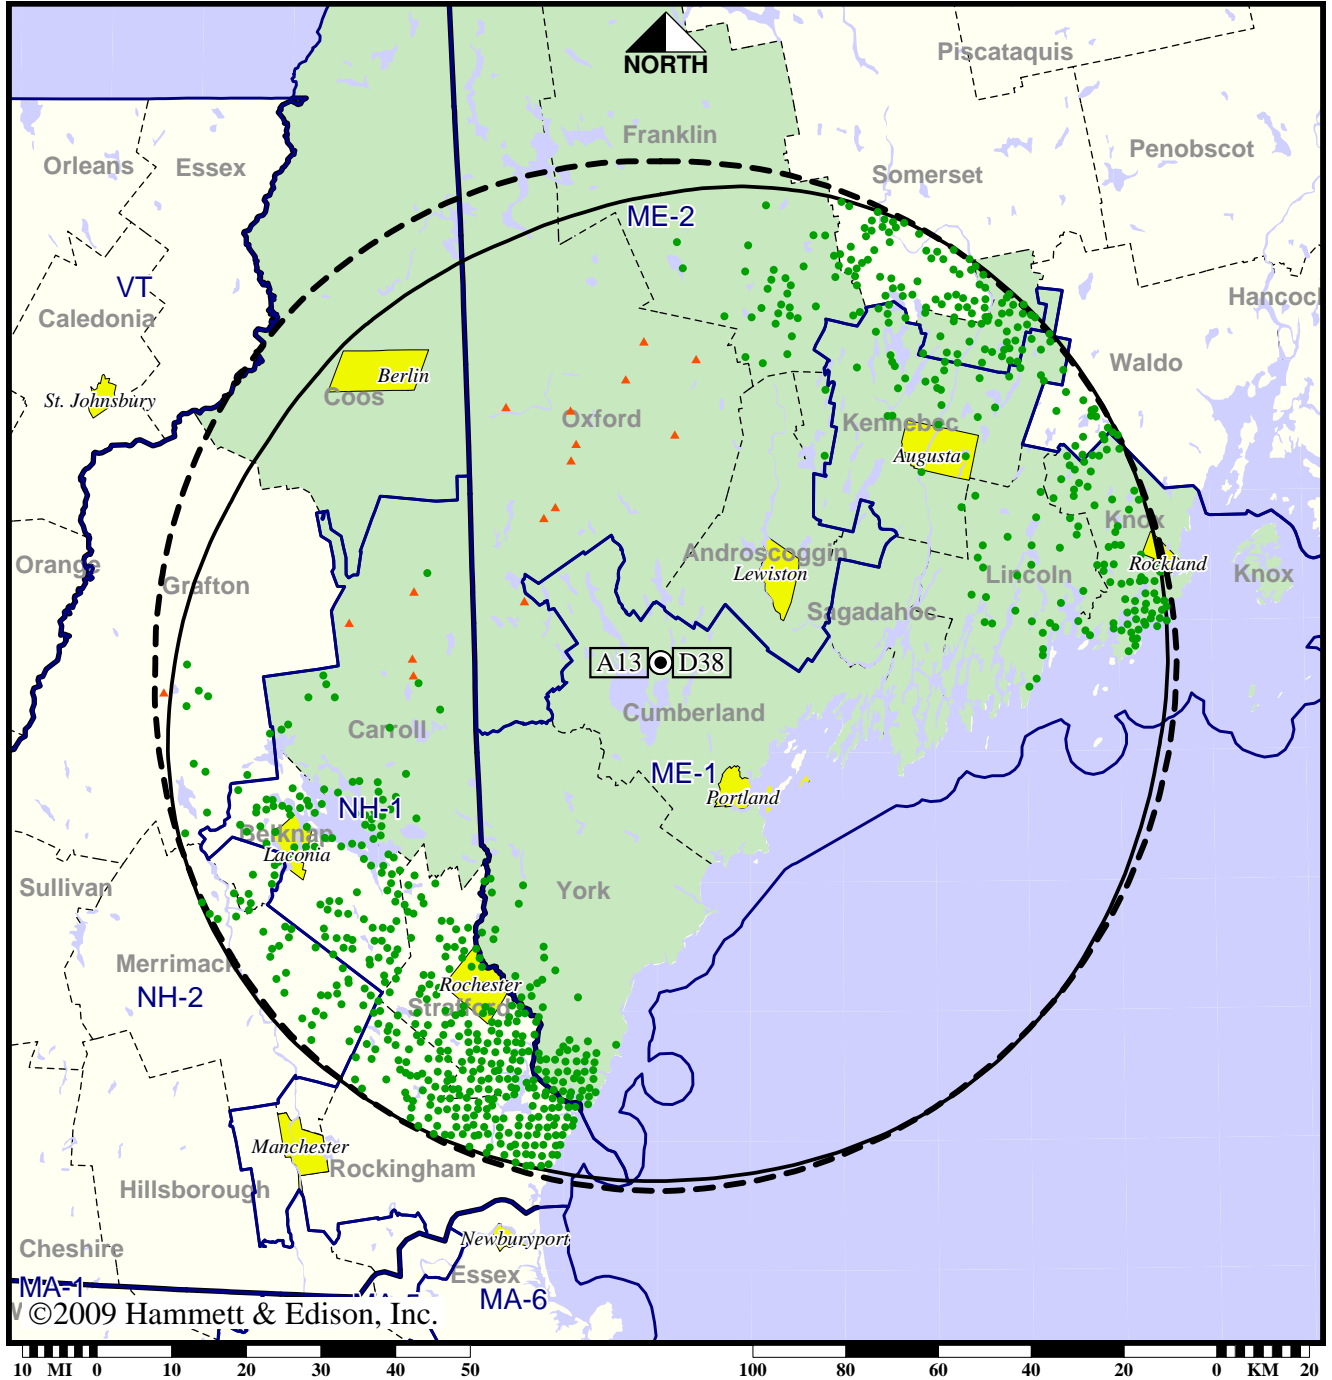 NORTH
Piscataquis
Franklin
Penobscot
Orleans
Essex
Somerset
ME-2
VT
Caledonia
Waldo
Berlin
Coos
St. Johnsbury
Oxford
Kennebec
Augusta
Knox
Androscoggin
Rockland
Orange
Lewiston
Knox
Lincoln
Grafton
Sagadahoc
A13
D38
Cumberland
Carroll
ME-1
Portland
NH-1
Belknap
Laconia
York
Sullivan
Merrimack
Rochester
NH-2
Strafford
Manchester
Rockingham
Hillsborough
Newburyport
Cheshire
Essex
MA-1
MA-6
©2009 Hammett & Edison, Inc.
10 MI 0 10 20 30 40 50
100 80 60 40 20 0 KM 20